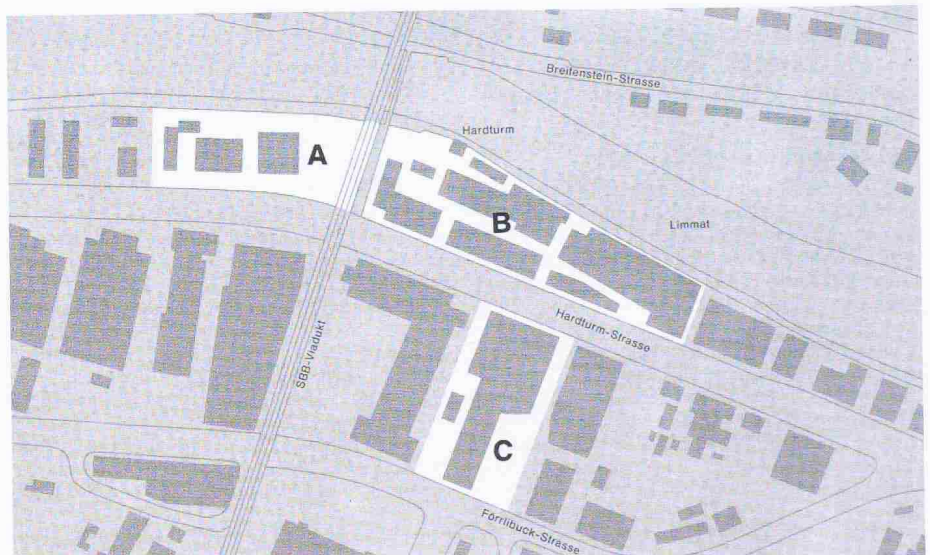 Breitenstein-Strasse
Hardturm
A
B
Limmat
Hardturm-Strasse
SBB-Viadukt
C
Förrlibuck-Strasse